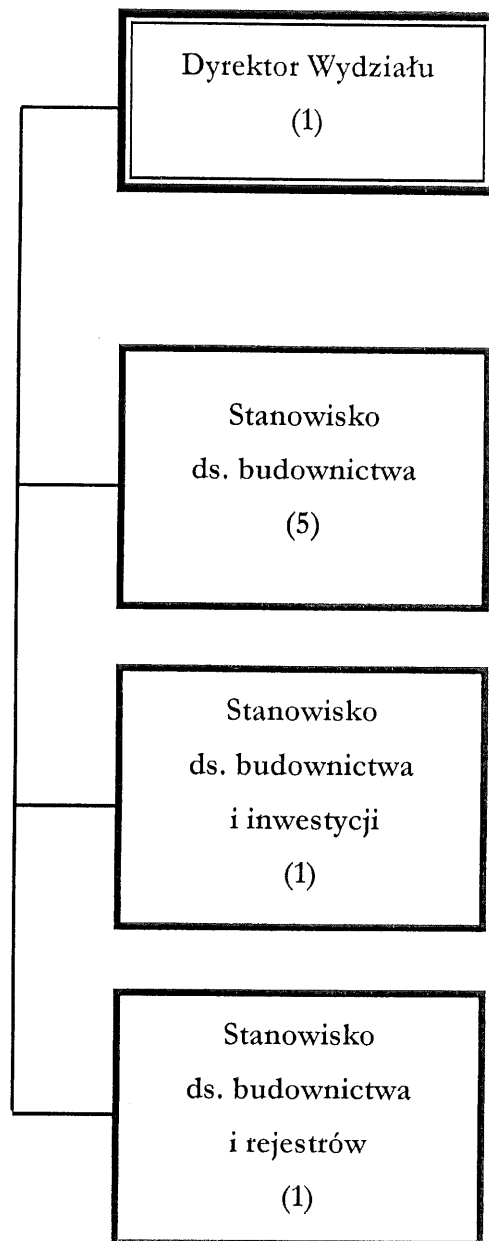 Dyrektor Wydziału
(1)
Stanowisko
ds. budownictwa
(5)
Stanowisko
ds. budownictwa
i inwestycji
(1)
Stanowisko
ds. budownictwa
i rejestrów
(1)